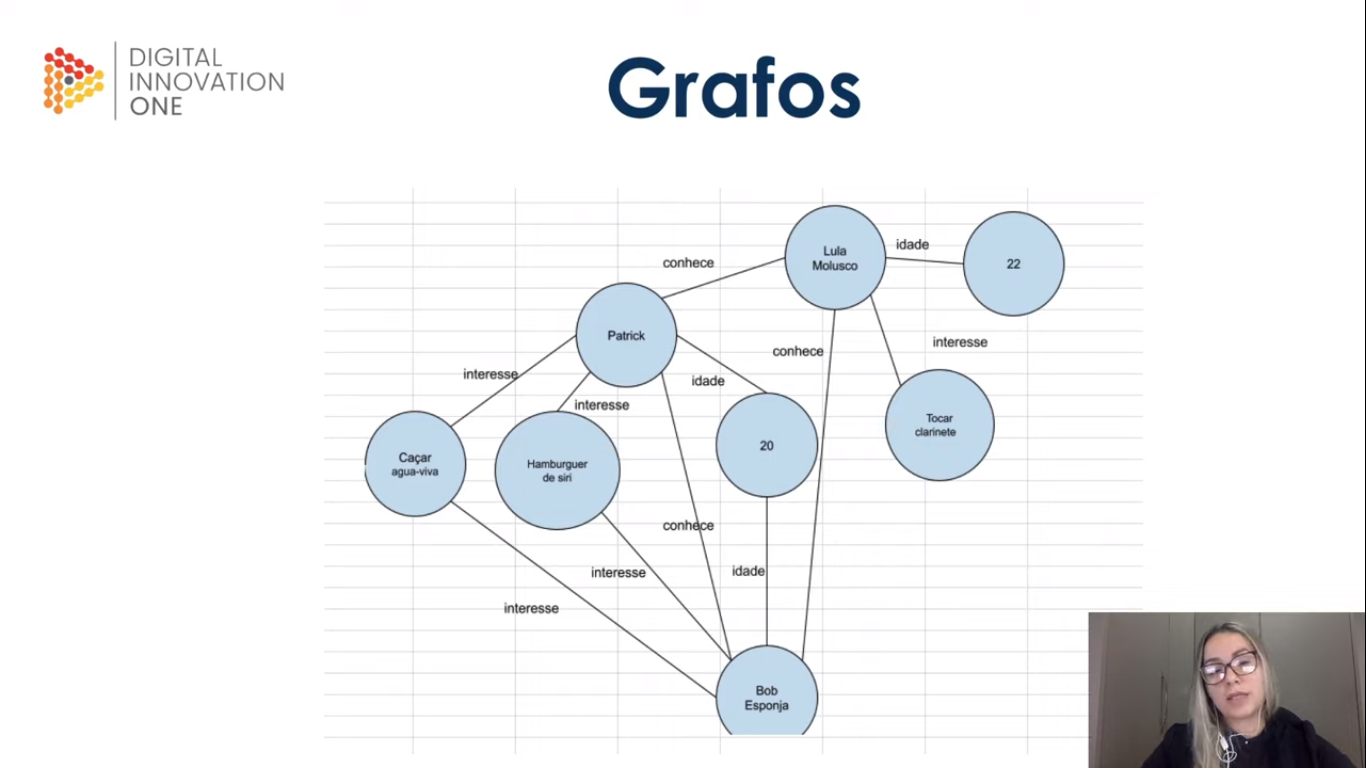 DIGITAL
INNOVATION
ONE
Grafos
Lula
Molusco
idade
22
conhece
Patrick
conhece
interesse
interesse
idade
interesse
Caçar
agua-viva
Hamburguer
de siri
20
Tocar
clarinete
conhece
interesse
idade
interesse
Bob
Esponja